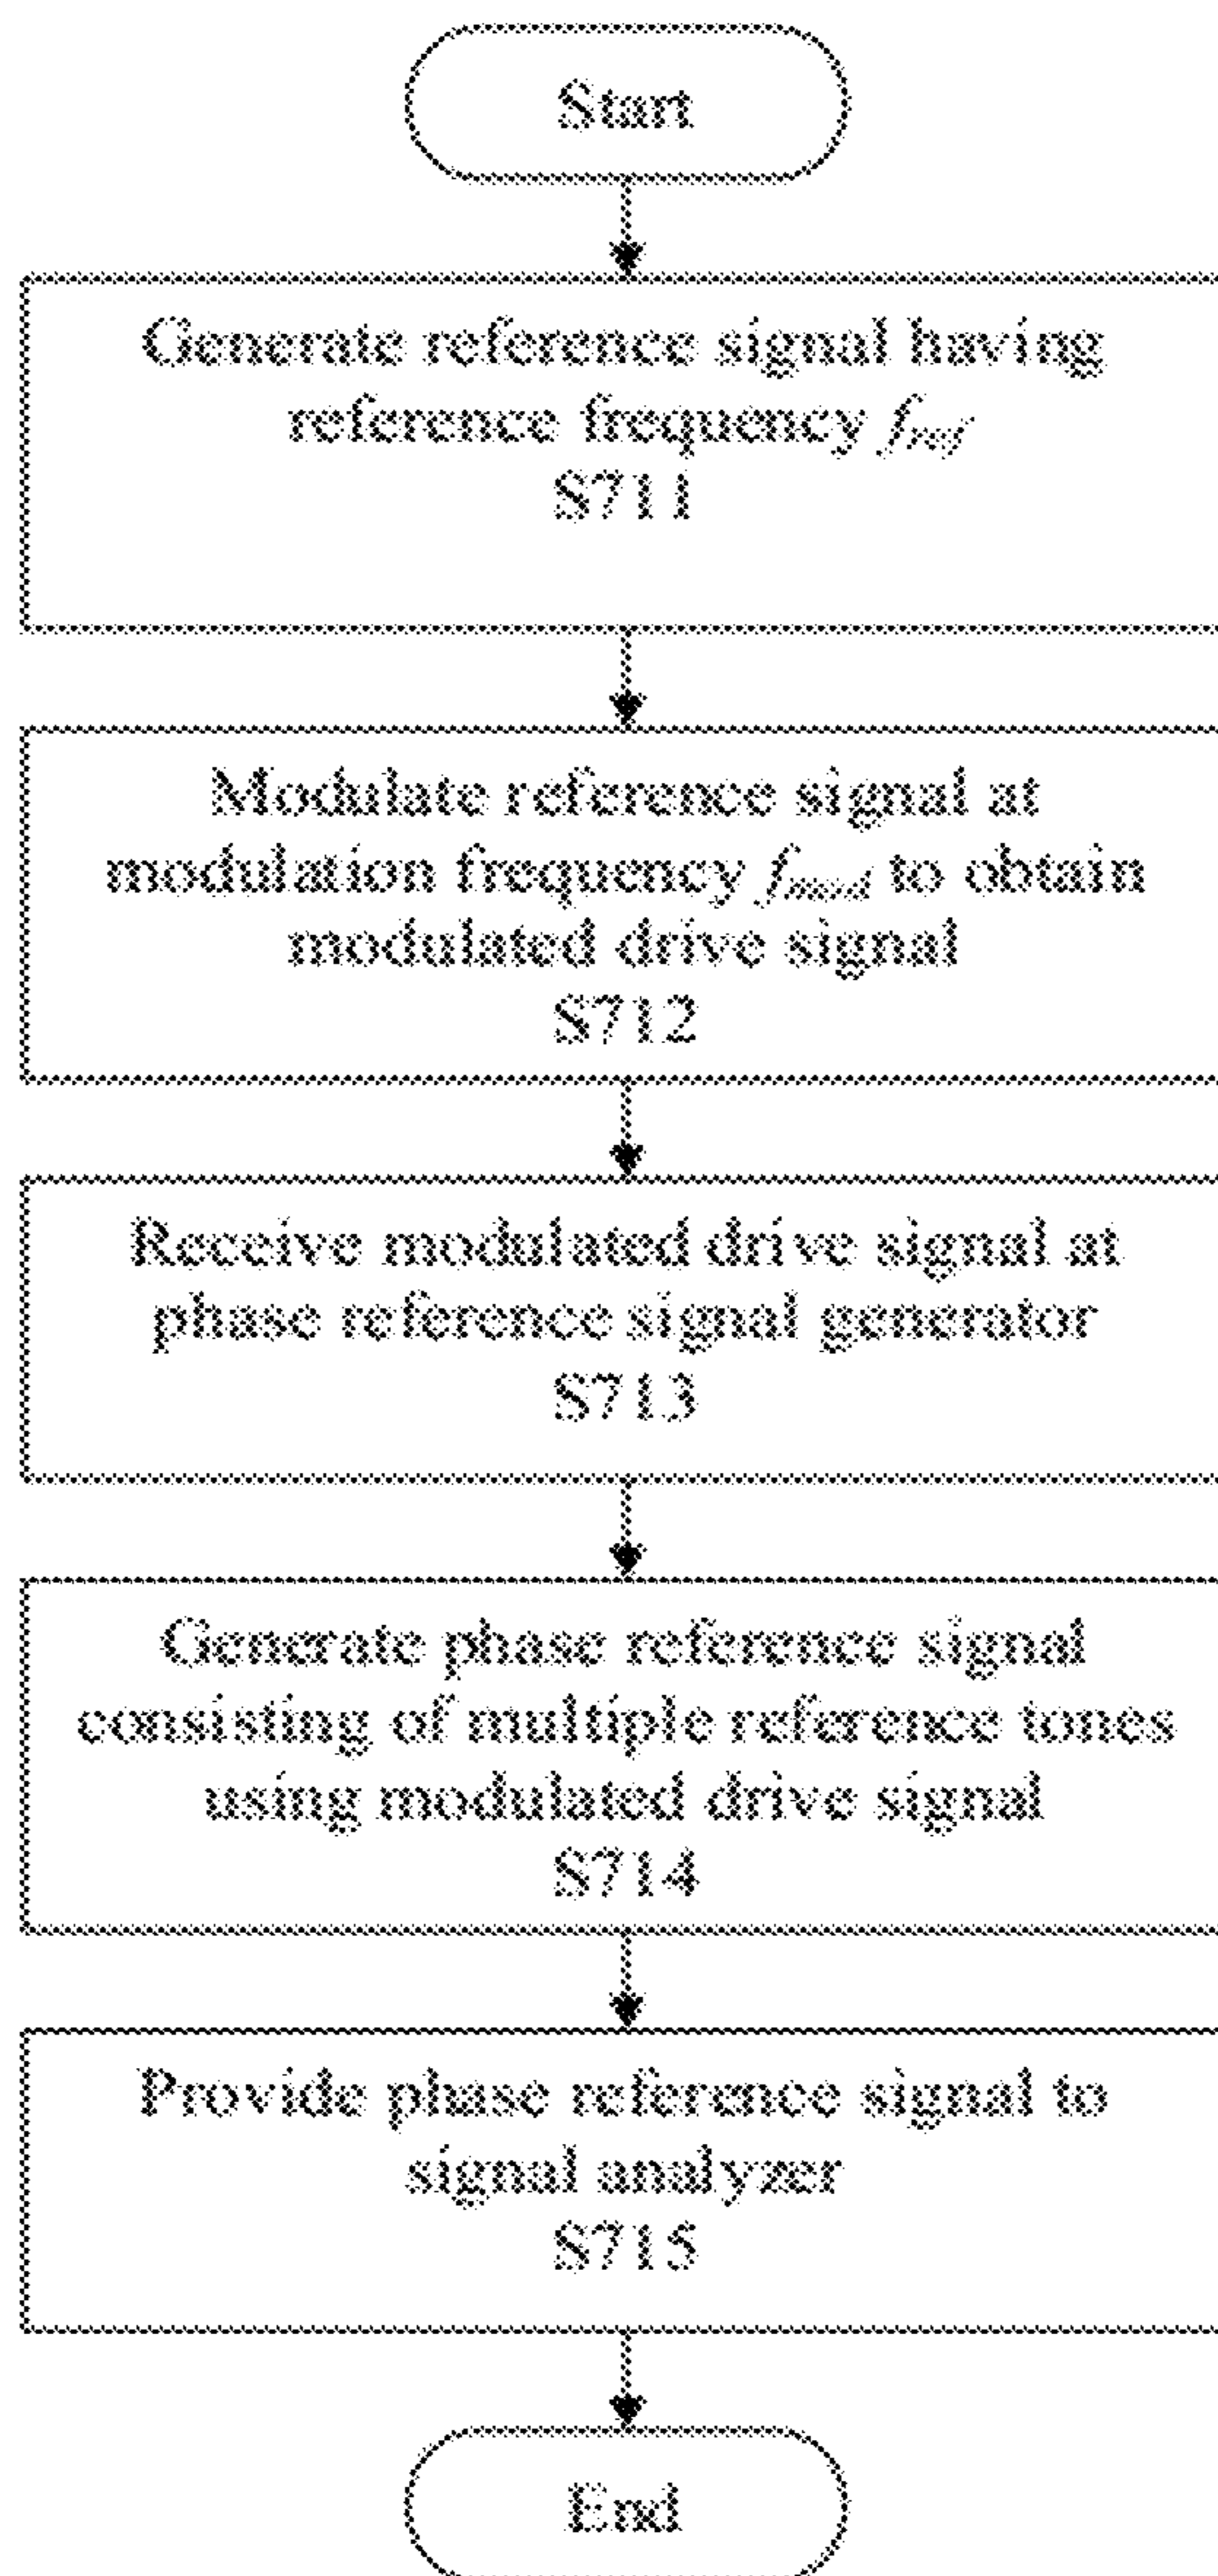 Start
Generate reference signal having
reference frequency fref
S711
Modulate reference signal at
modulation frequency fmod to obtain
modulated drive signal
S712
Receive modulated drive signal at
phase reference signal generator
S713
Generate phase reference signal
consisting of multiple reference tones
using modulated drive signal
S714
Provide phase reference signal to
signal analyzer
S715
End